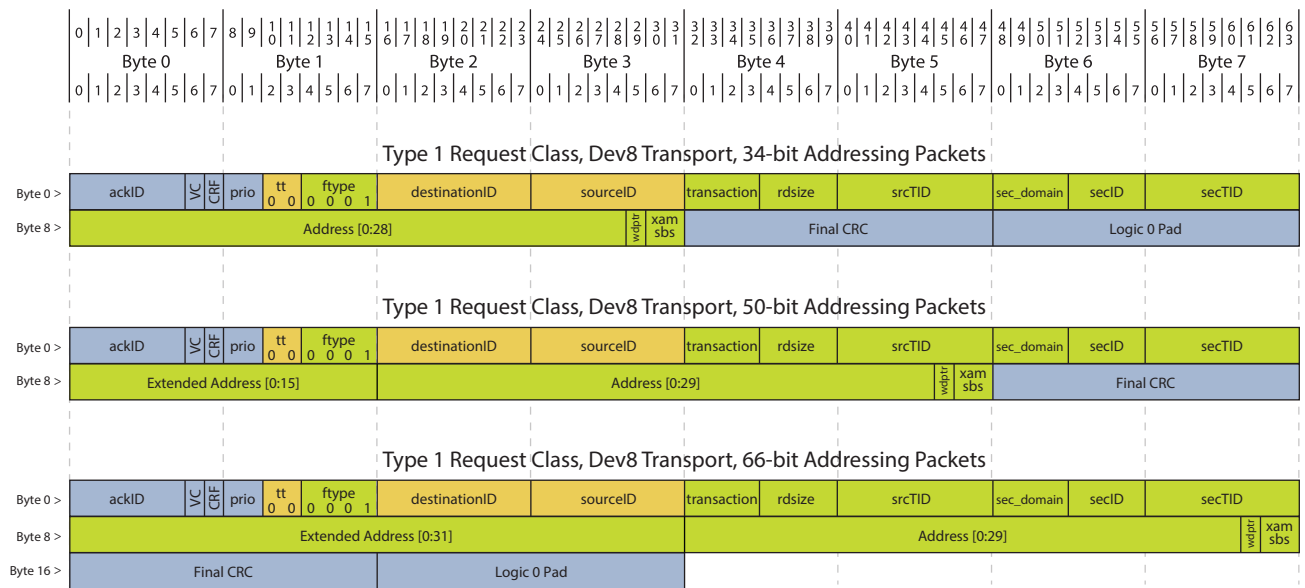 0 1 2 3 4 5 6 7 8 9 10 11 12 13 14 15 16 17 18 19 20 21 22 23 24 25 26 27 28 29 30 31 32 33 34 35 36 37 38 39 40 41 42 43 44 45 46 47 48 49 50 51 52 53 54 55 56 57 58 59 60 61 62 63
Byte 0 Byte 1 Byte 2 Byte 3 Byte 4 Byte 5 Byte 6 Byte 7
0 1 2 3 4 5 6 7 0 1 2 3 4 5 6 7 0 1 2 3 4 5 6 7 0 1 2 3 4 5 6 7 0 1 2 3 4 5 6 7 0 1 2 3 4 5 6 7 0 1 2 3 4 5 6 7 0 1 2 3 4 5 6 7
Type 1 Request Class, Dev8 Transport, 34-bit Addressing Packets
Byte 0 > ackID VC CRF prio tt 0 0 ftype 0 0 0 1 destinationID sourceID transaction rdsize srcTID sec_domain secID secTID
Byte 8 > Address [0:28] wdptr xam sbs Final CRC Logic 0 Pad
Type 1 Request Class, Dev8 Transport, 50-bit Addressing Packets
Byte 0 > ackID VC CRF prio tt 0 0 ftype 0 0 0 1 destinationID sourceID transaction rdsize srcTID sec_domain secID secTID
Byte 8 > Extended Address [0:15] Address [0:29] wdptr xam sbs Final CRC
Type 1 Request Class, Dev8 Transport, 66-bit Addressing Packets
Byte 0 > ackID VC CRF prio tt 0 0 ftype 0 0 0 1 destinationID sourceID transaction rdsize srcTID sec_domain secID secTID
Byte 8 > Extended Address [0:31] Address [0:29] wdptr xam sbs
Byte 16 > Final CRC Logic 0 Pad